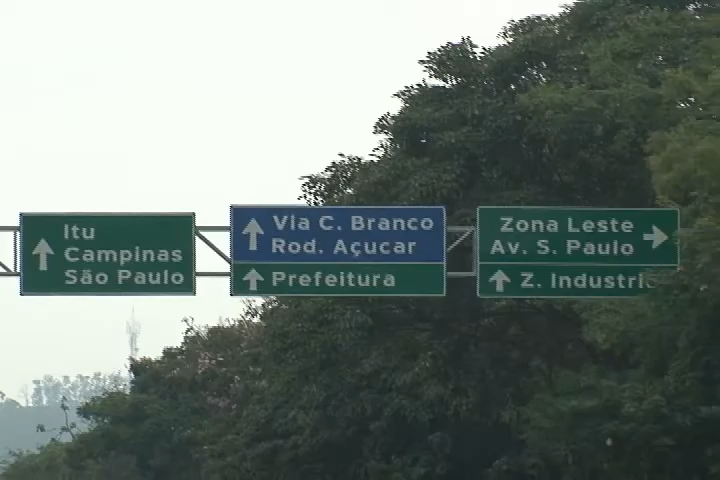 Itu
Campinas
São Paulo
Via C. Branco
Rod. Açucar
Prefeitura
Zona Leste
Av. S. Paulo
Z.